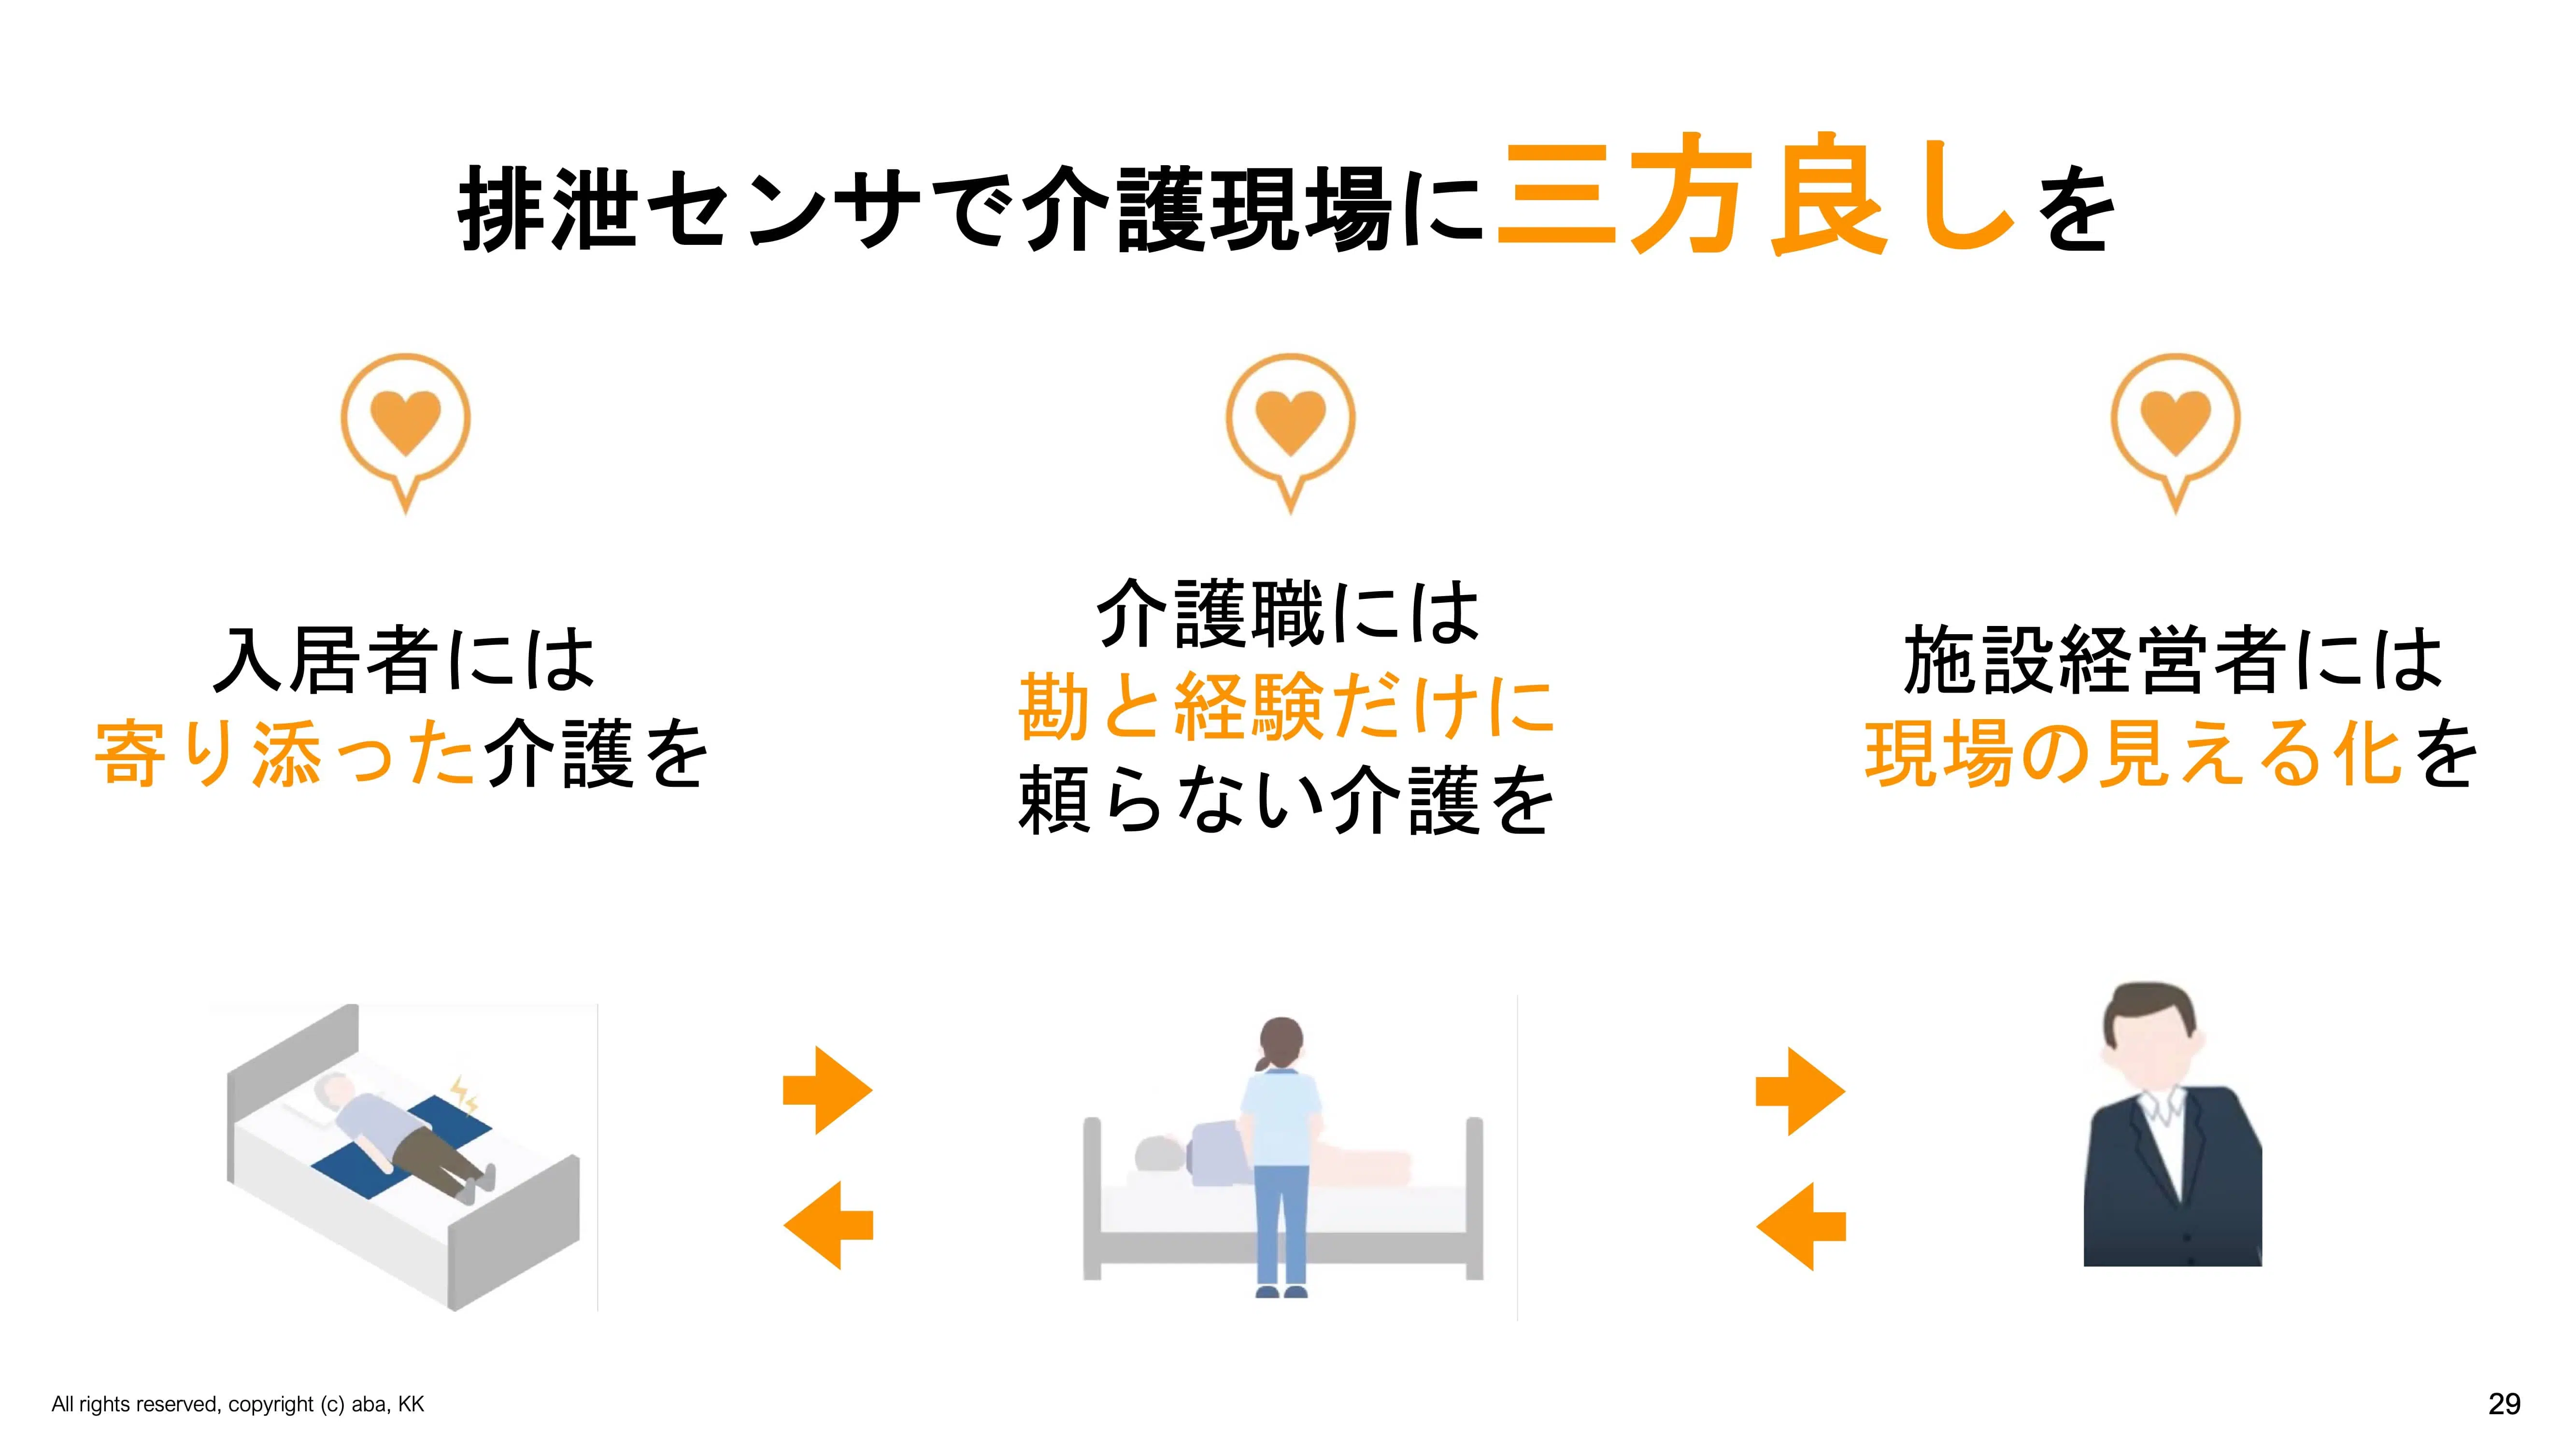 排泄センサで介護現場に三方良しを
入居者には
寄り添った介護を
介護職には
勘と経験だけに
頼らない介護を
施設経営者には
現場の見える化を
All rights reserved, copyright (c) aba, KK
29